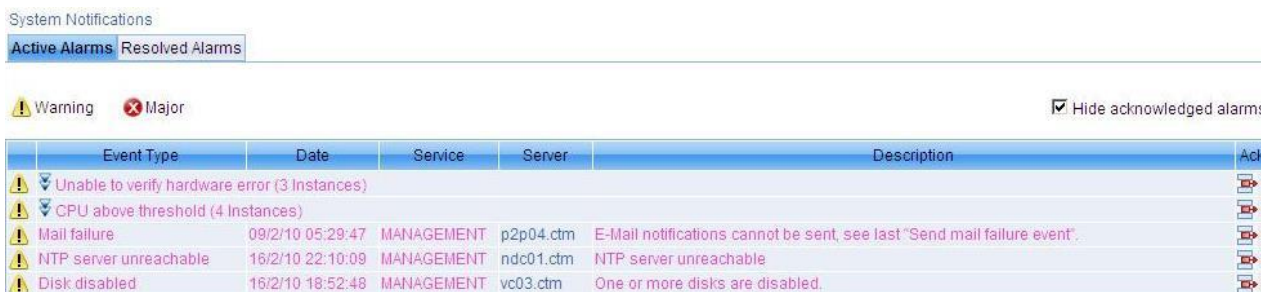 System Notifications
Active Alarms Resolved Alarms
Warning Major Hide acknowledged alarms
Event Type Date Service Server Description Ack
Unable to verify hardware error (3 Instances)
CPU above threshold (4 Instances)
Mail failure 09/2/10 05:29:47 MANAGEMENT p2p04.ctm E-Mail notifications cannot be sent, see last "Send mail failure event".
NTP server unreachable 16/2/10 22:10:09 MANAGEMENT ndc01.ctm NTP server unreachable
Disk disabled 16/2/10 18:52:48 MANAGEMENT vc03.ctm One or more disks are disabled.